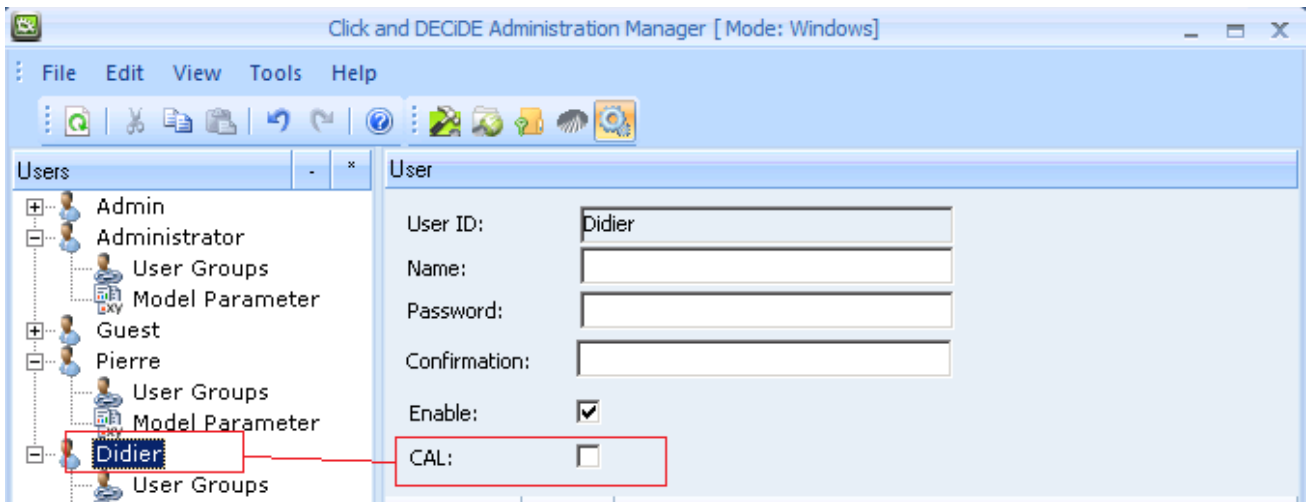 Click and DECiDE Administration Manager [ Mode: Windows]
File Edit View Tools Help
Users
Admin
Administrator
User Groups
Model Parameter
Guest
Pierre
User Groups
Model Parameter
Didier
User Groups
User
User ID: Didier
Name:
Password:
Confirmation:
Enable:
CAL: